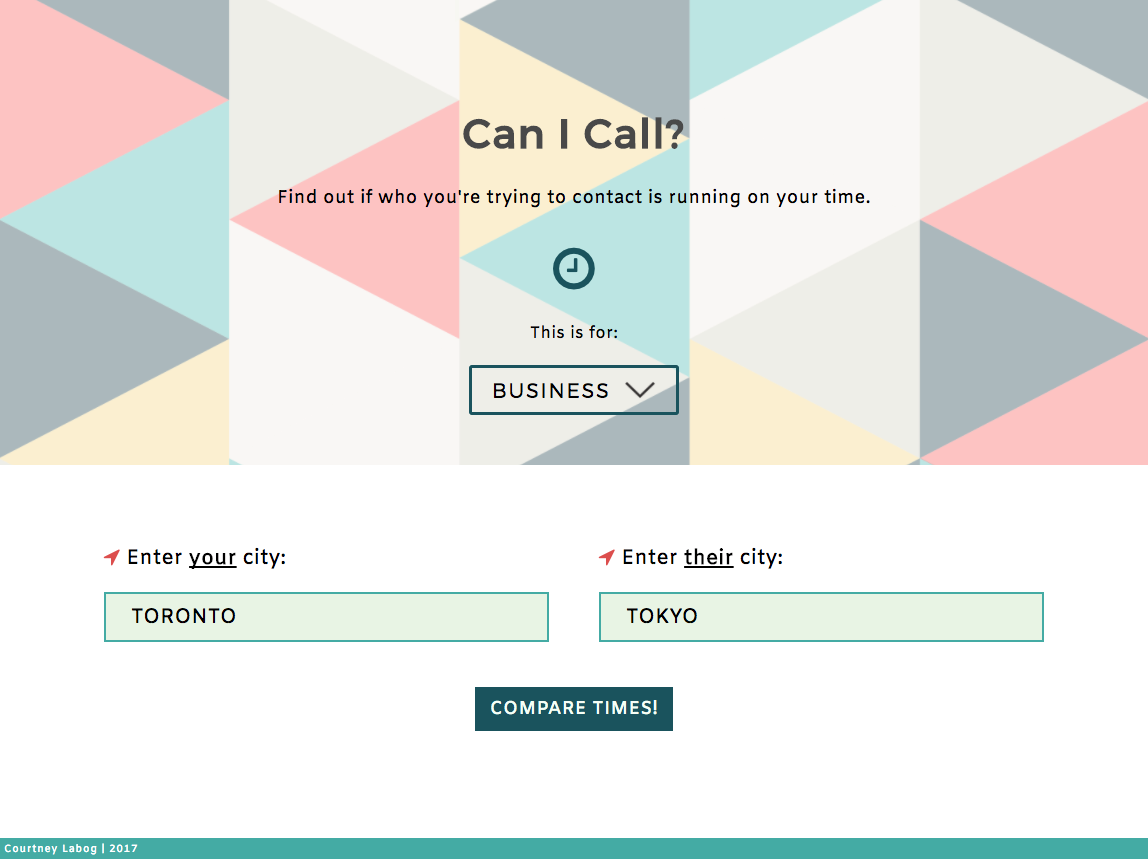 Can I Call?
Find out if who you're trying to contact is running on your time.
This is for:
BUSINESS
Enter your city:
TORONTO
Enter their city:
TOKYO
COMPARE TIMES!
Courtney Labog | 2017